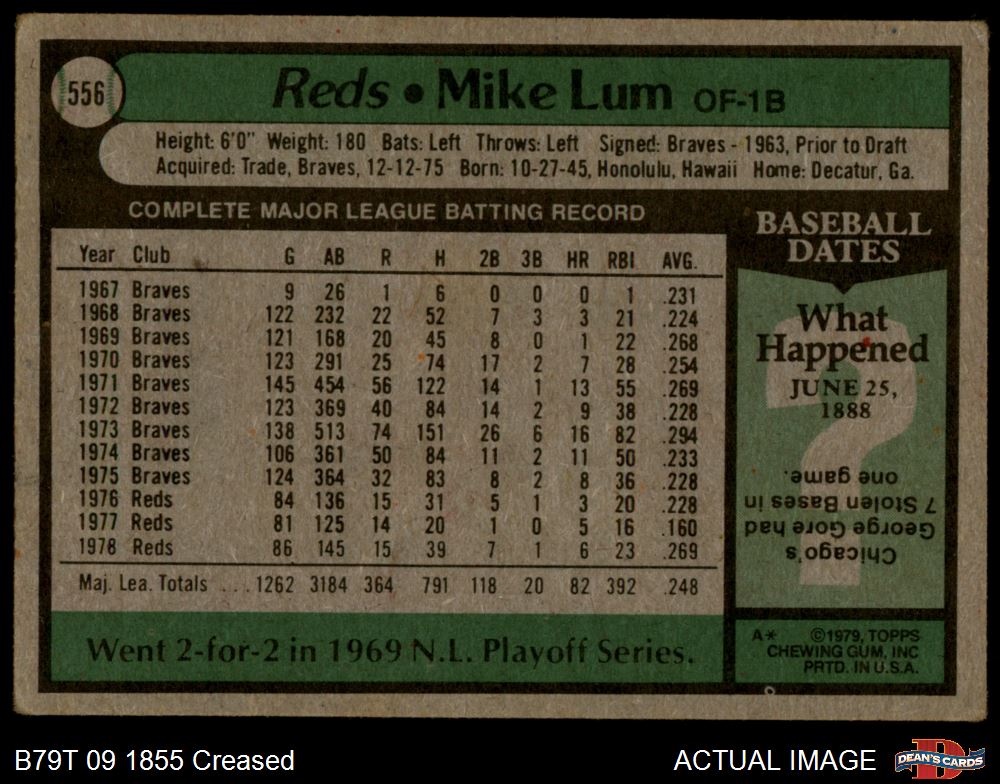 556
Reds • Mike Lum OF-1B
Height: 6'0" Weight: 180 Bats: Left Throws: Left Signed: Braves - 1963, Prior to Draft
Acquired: Trade, Braves, 12-12-75 Born: 10-27-45, Honolulu, Hawaii Home: Decatur, Ga.
COMPLETE MAJOR LEAGUE BATTING RECORD
Year Club G AB R H 2B 3B HR RBI AVG.
1967 Braves 9 26 1 6 0 0 0 1 .231
1968 Braves 122 232 22 52 7 3 3 21 .224
1969 Braves 121 168 20 45 8 0 1 22 .268
1970 Braves 123 291 25 74 17 2 7 28 .254
1971 Braves 145 454 56 122 14 1 13 55 .269
1972 Braves 123 369 40 84 14 2 9 38 .228
1973 Braves 138 513 74 151 26 6 16 82 .294
1974 Braves 106 361 50 84 11 2 11 50 .233
1975 Braves 124 364 32 83 8 2 8 36 .228
1976 Reds 84 136 15 31 5 1 3 20 .228
1977 Reds 81 125 14 20 1 0 5 16 .160
1978 Reds 86 145 15 39 7 1 6 23 .269
Maj. Lea. Totals ... 1262 3184 364 791 118 20 82 392 .248
Went 2-for-2 in 1969 N.L. Playoff Series.
BASEBALL
DATES
What
Happened
JUNE 25,
1888
?
Chicago's
George Gore had
7 Stolen Bases in
one game.
A* ©1979, TOPPS
CHEWING GUM, INC
PRTD. IN U.S.A.
B79T 09 1855 Creased
ACTUAL IMAGE
DEAN'S CARDS